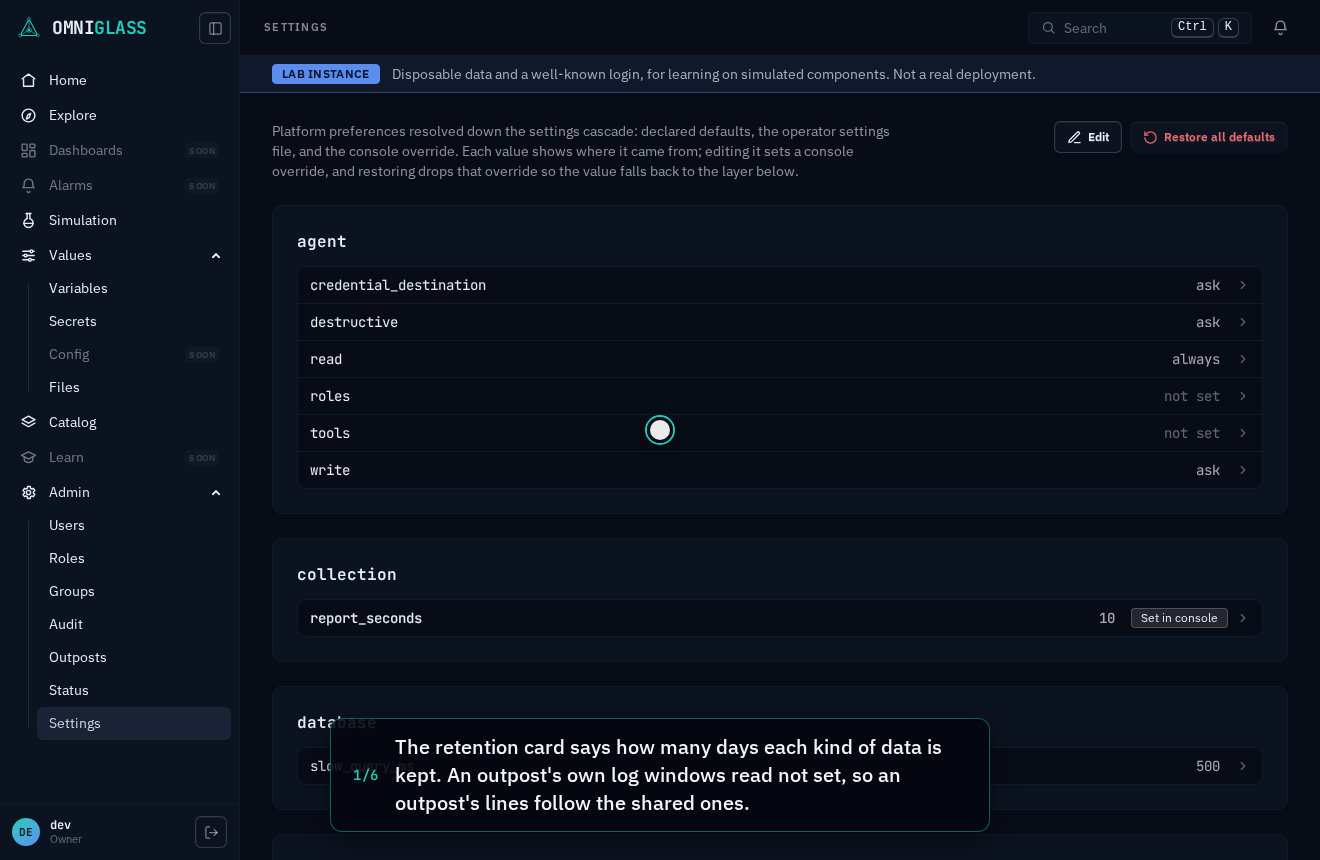 OMNIGLASS
SETTINGS
Search
Ctrl
K
LAB INSTANCE
Disposable data and a well-known login, for learning on simulated components. Not a real deployment.
Home
Explore
Dashboards
SOON
Alarms
SOON
Simulation
Values
Variables
Secrets
Config
SOON
Files
Catalog
Learn
SOON
Admin
Users
Roles
Groups
Audit
Outposts
Status
Settings
DE
dev
Owner
Platform preferences resolved down the settings cascade: declared defaults, the operator settings
file, and the console override. Each value shows where it came from; editing it sets a console
override, and restoring drops that override so the value falls back to the layer below.
Edit
Restore all defaults
agent
credential_destination
ask
destructive
ask
read
always
roles
not set
tools
not set
write
ask
collection
report_seconds
10
Set in console
database
slow_query_ms
500
1/6
The retention card says how many days each kind of data is
kept. An outpost's own log windows read not set, so an
outpost's lines follow the shared ones.